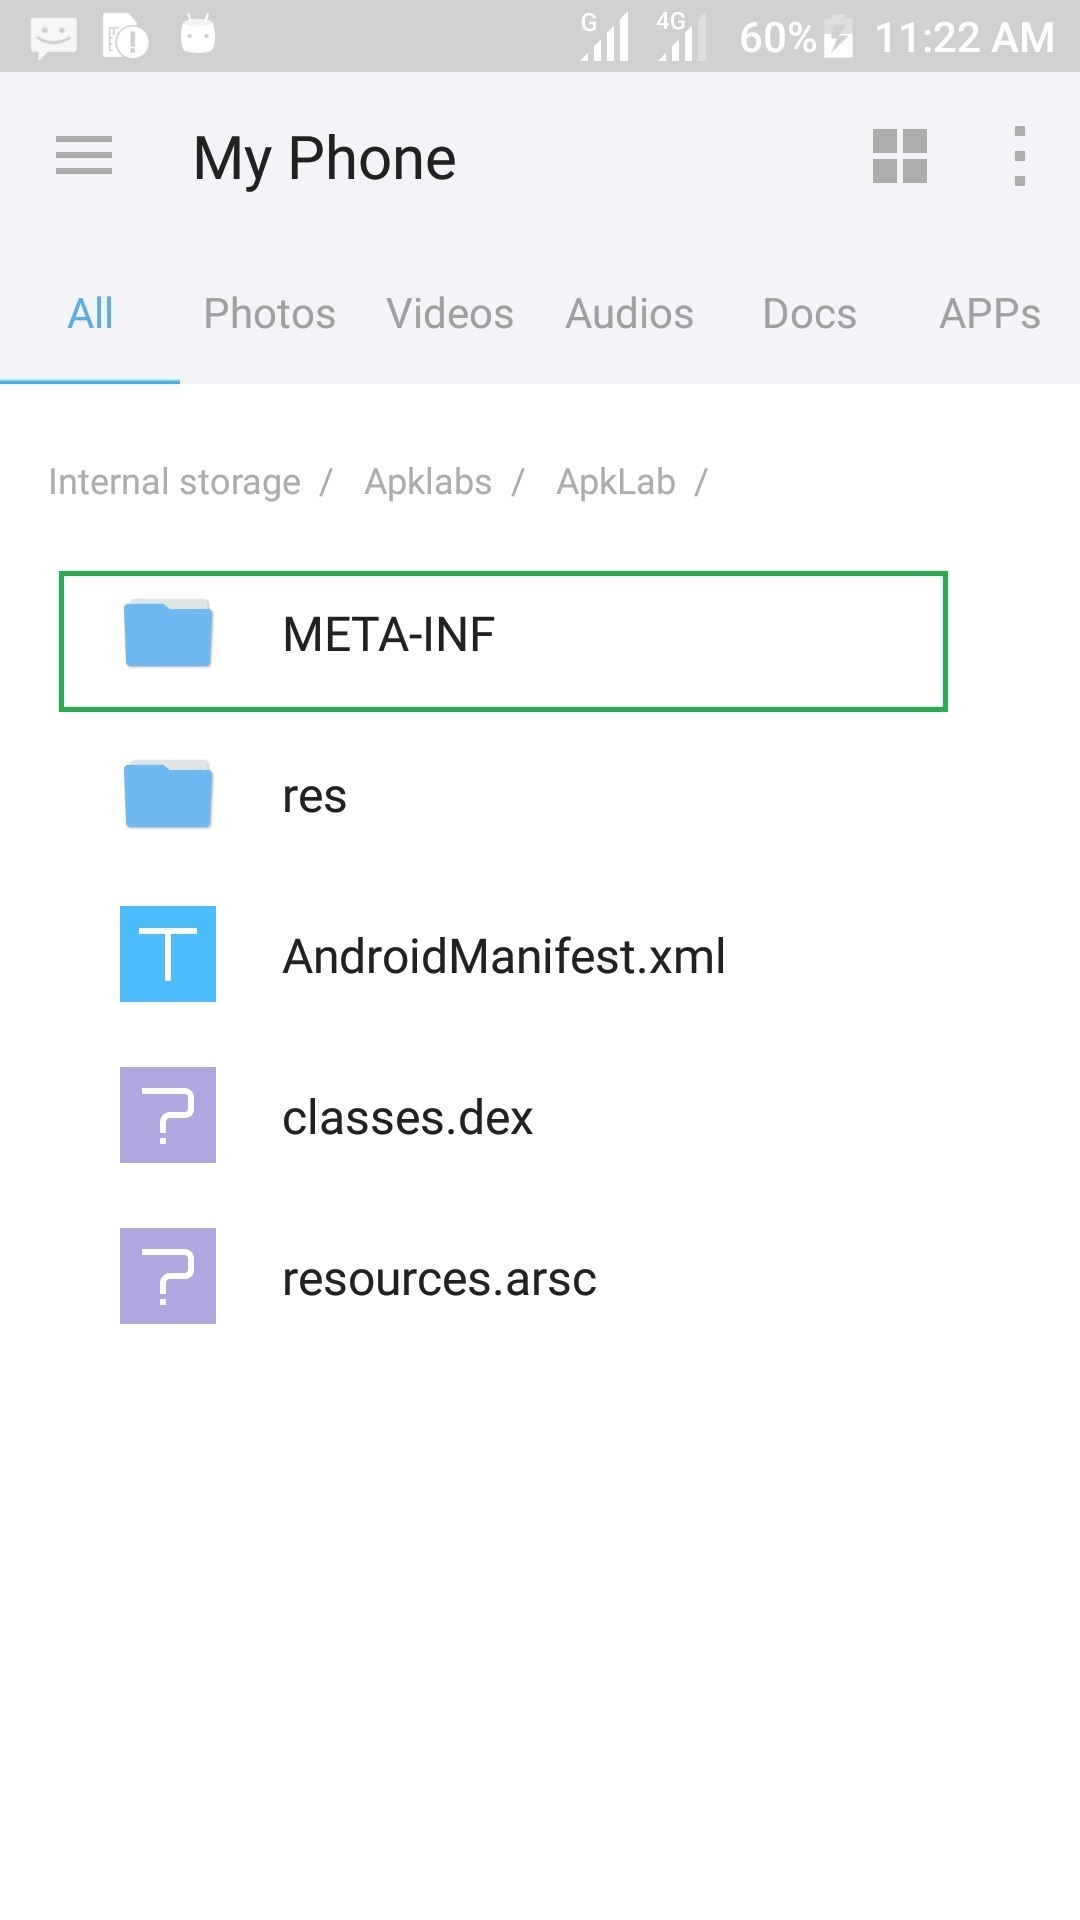 G 4G 60% 11:22 AM
My Phone
All Photos Videos Audios Docs APPs
Internal storage / Apklabs / ApkLab /
META-INF
res
T AndroidManifest.xml
? classes.dex
? resources.arsc